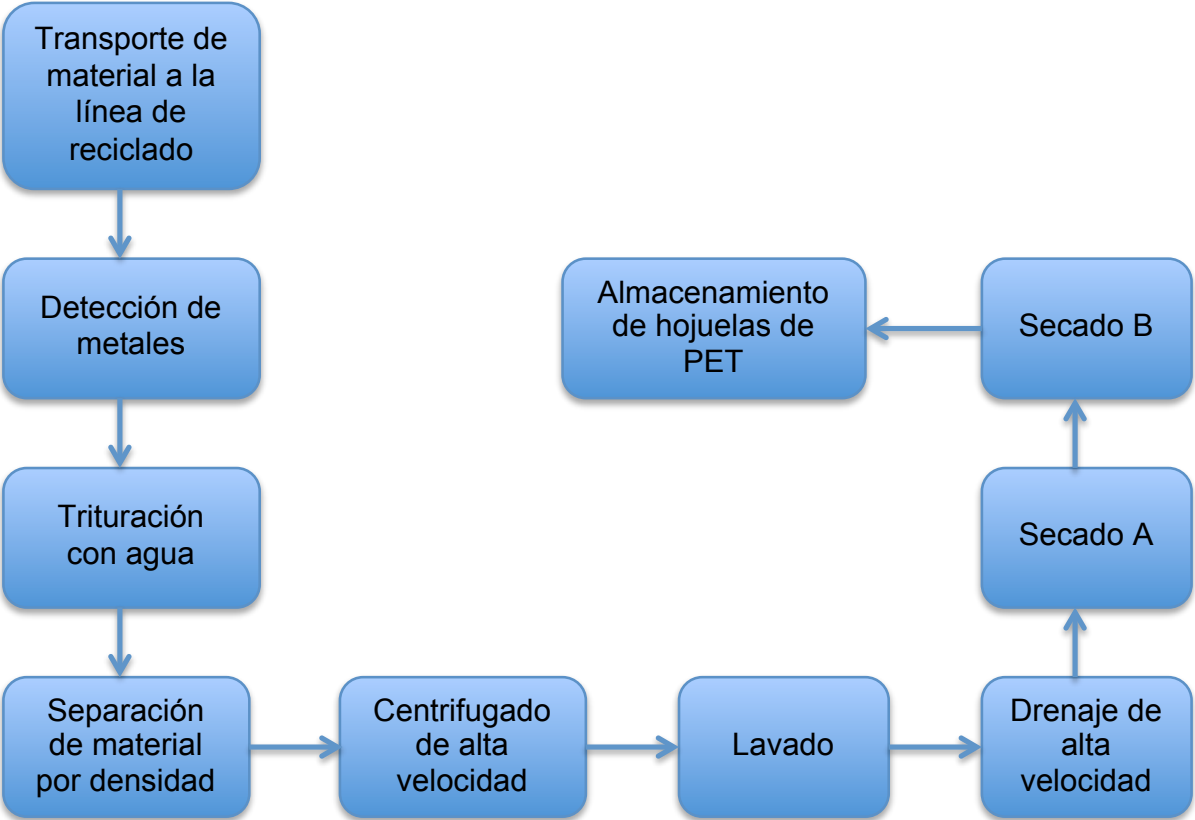 Transporte de
material a la
línea de
reciclado
Detección de
metales
Trituración
con agua
Separación
de material
por densidad
Centrifugado
de alta
velocidad
Lavado
Drenaje de
alta
velocidad
Secado A
Secado B
Almacenamiento
de hojuelas de
PET